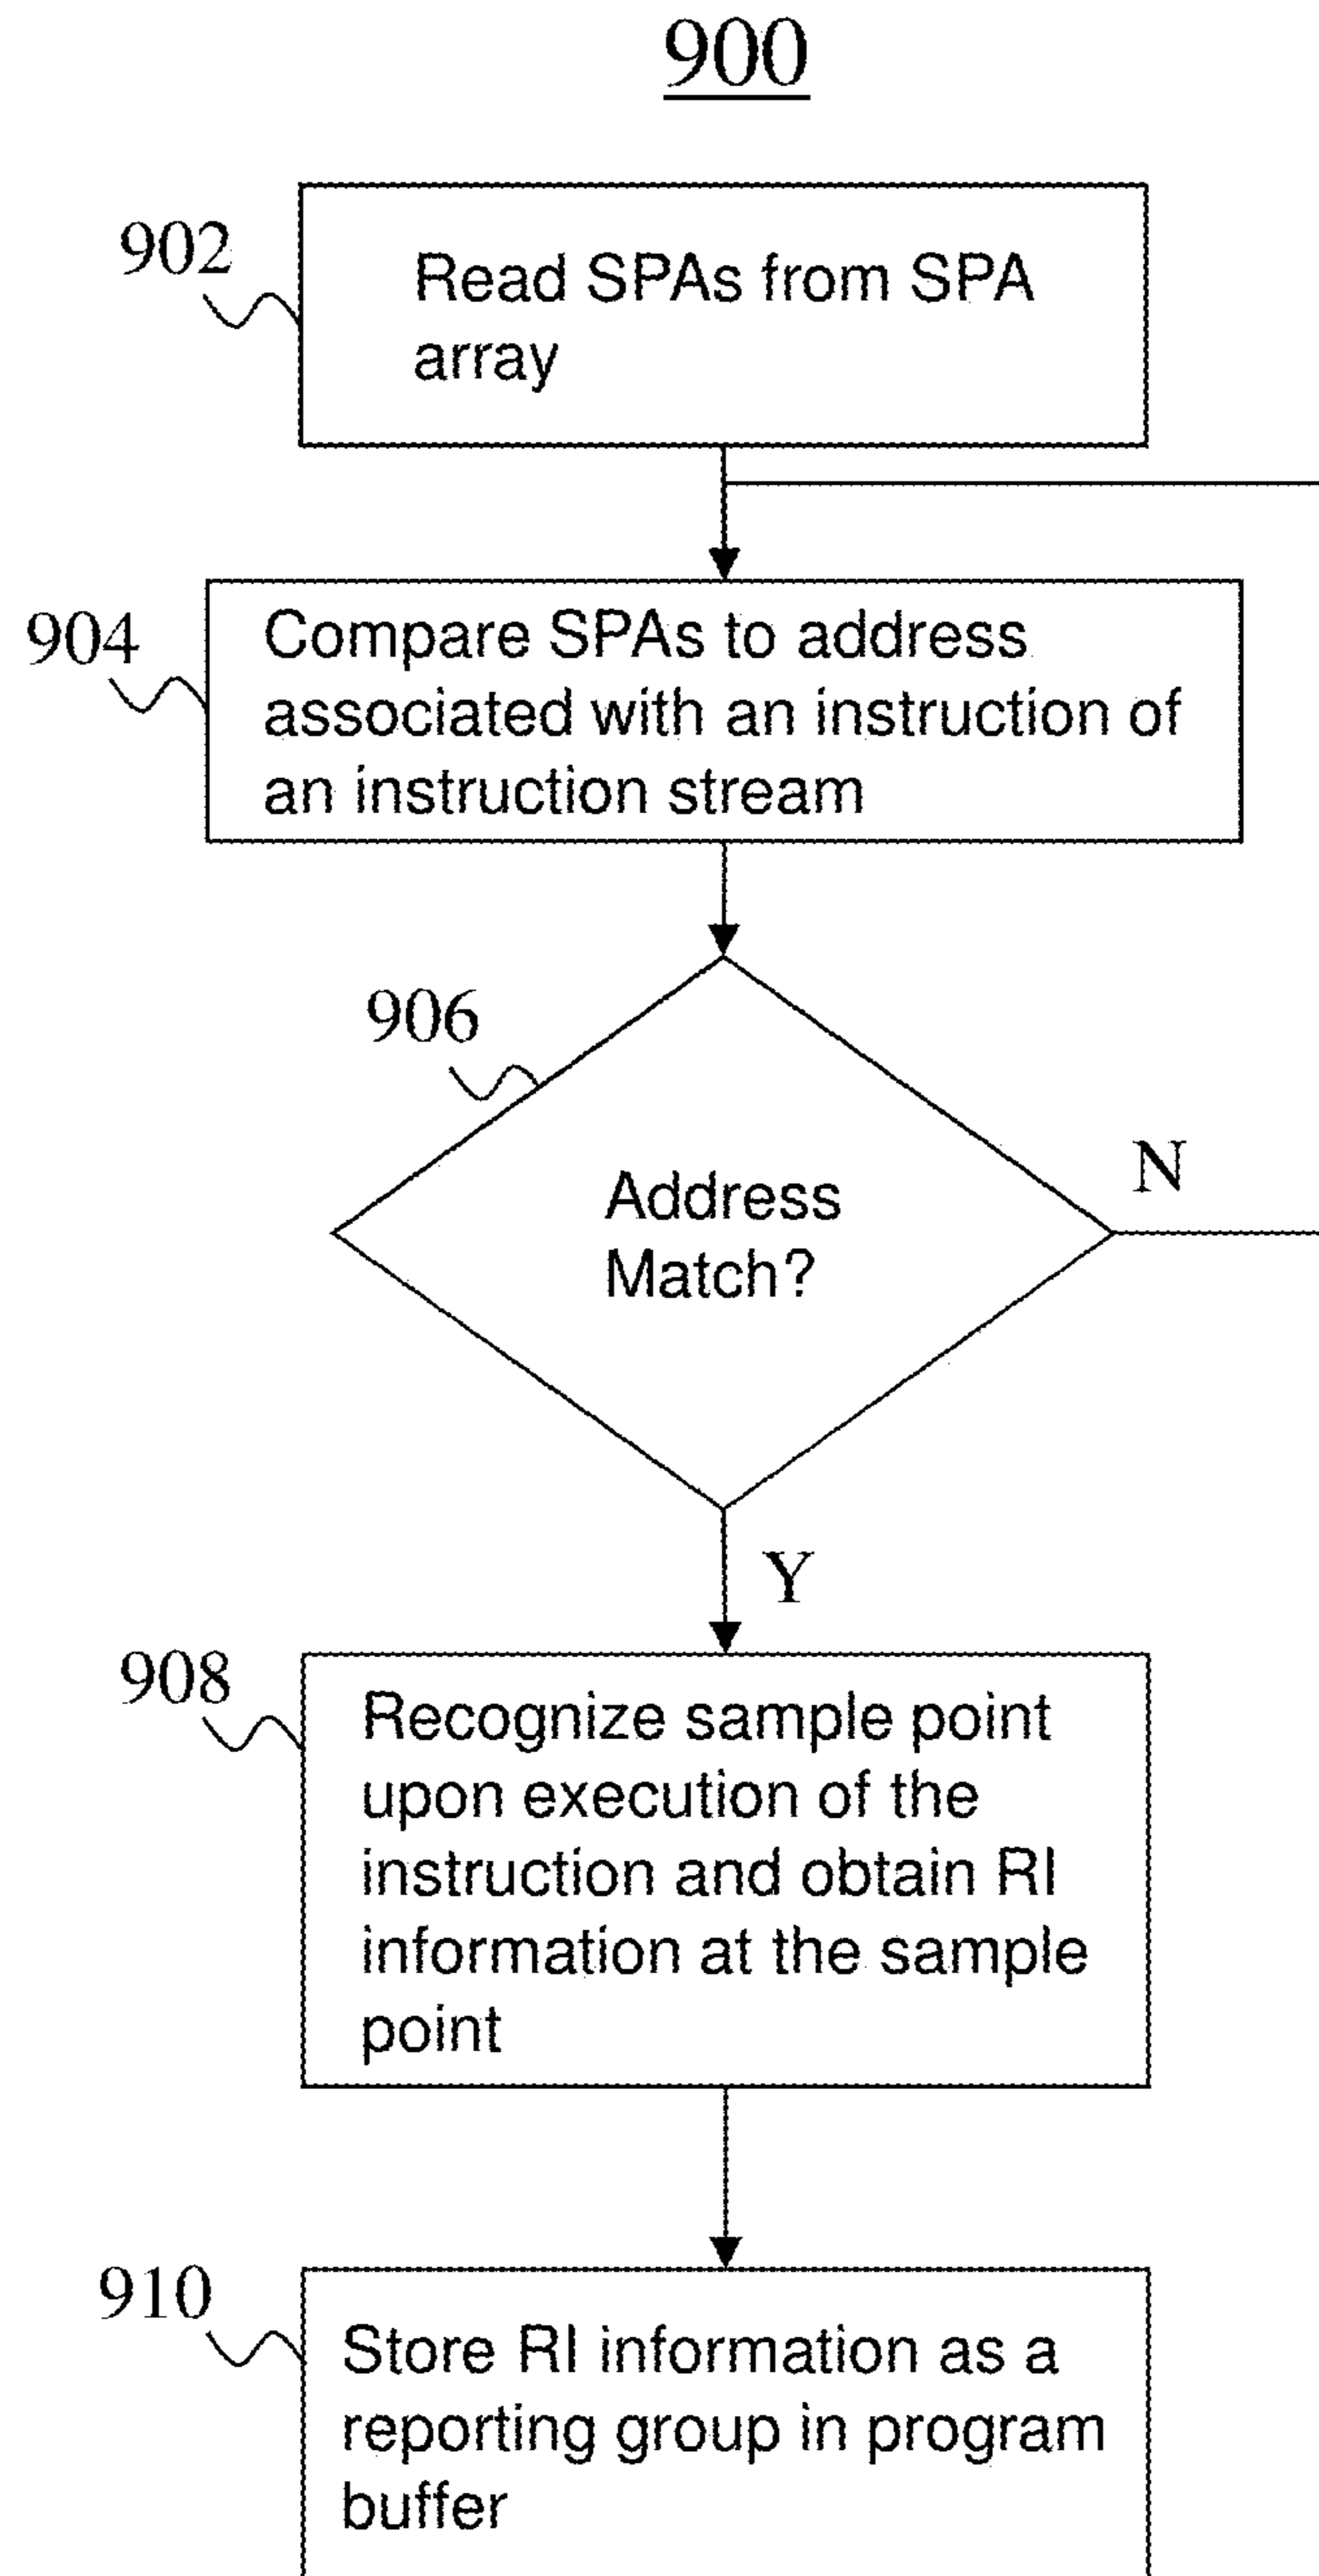 900
902
Read SPAs from SPA
array
904
Compare SPAs to address
associated with an instruction of
an instruction stream
906
Address
Match?
N
Y
908
Recognize sample point
upon execution of the
instruction and obtain RI
information at the sample
point
910
Store RI information as a
reporting group in program
buffer